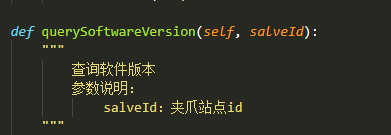 def querySoftwareVersion(self, salveId):
"""
查询软件版本
参数说明:
salveId: 夹爪站点id
"""